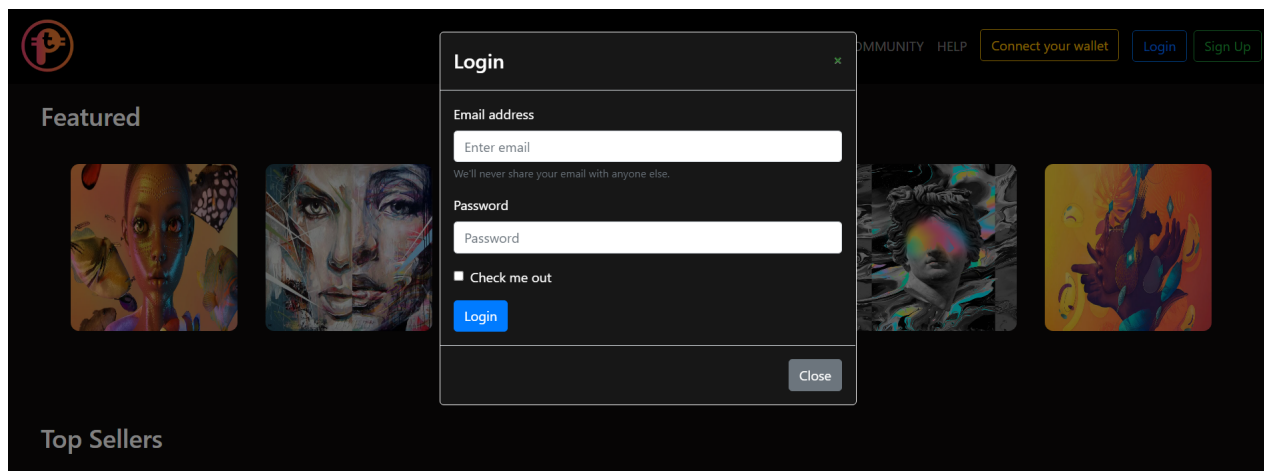 HELP
Connect your wallet
Login
Sign Up
Login
×
Featured
Email address
Enter email
We'll never share your email with anyone else.
Password
Password
Check me out
Login
Close
Top Sellers